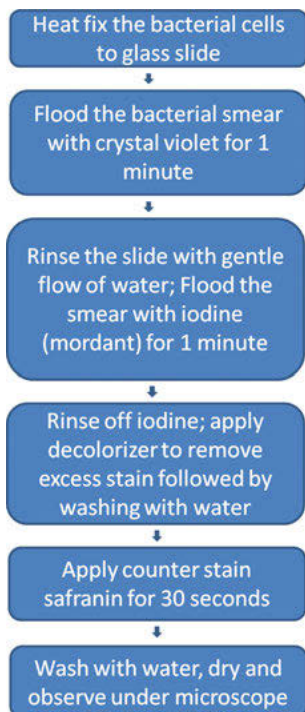 Heat fix the bacterial cells
to glass slide
Flood the bacterial smear
with crystal violet for 1
minute
Rinse the slide with gentle
flow of water; Flood the
smear with iodine
(mordant) for 1 minute
Rinse off iodine; apply
decolorizer to remove
excess stain followed by
washing with water
Apply counter stain
safranin for 30 seconds
Wash with water, dry and
observe under microscope